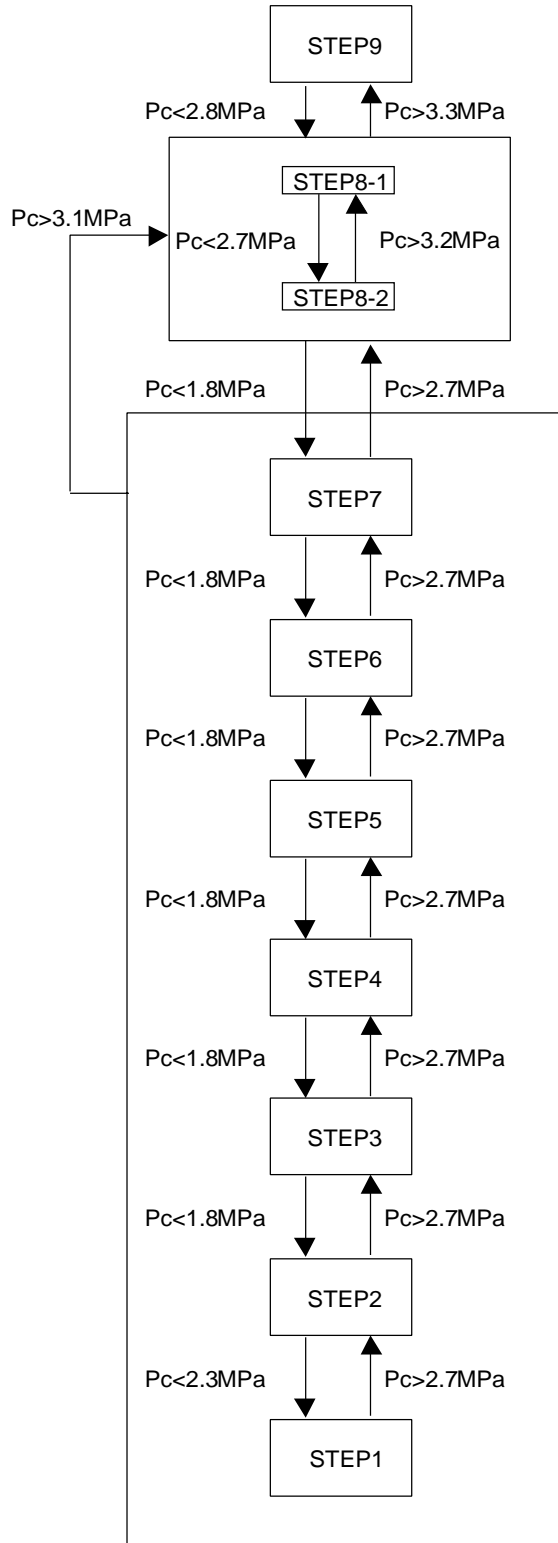 STEP9
Pc<2.8MPa Pc>3.3MPa
STEP8-1
Pc>3.1MPa
Pc<2.7MPa Pc>3.2MPa
STEP8-2
Pc<1.8MPa Pc>2.7MPa
STEP7
Pc<1.8MPa Pc>2.7MPa
STEP6
Pc<1.8MPa Pc>2.7MPa
STEP5
Pc<1.8MPa Pc>2.7MPa
STEP4
Pc<1.8MPa Pc>2.7MPa
STEP3
Pc<1.8MPa Pc>2.7MPa
STEP2
Pc<2.3MPa Pc>2.7MPa
STEP1